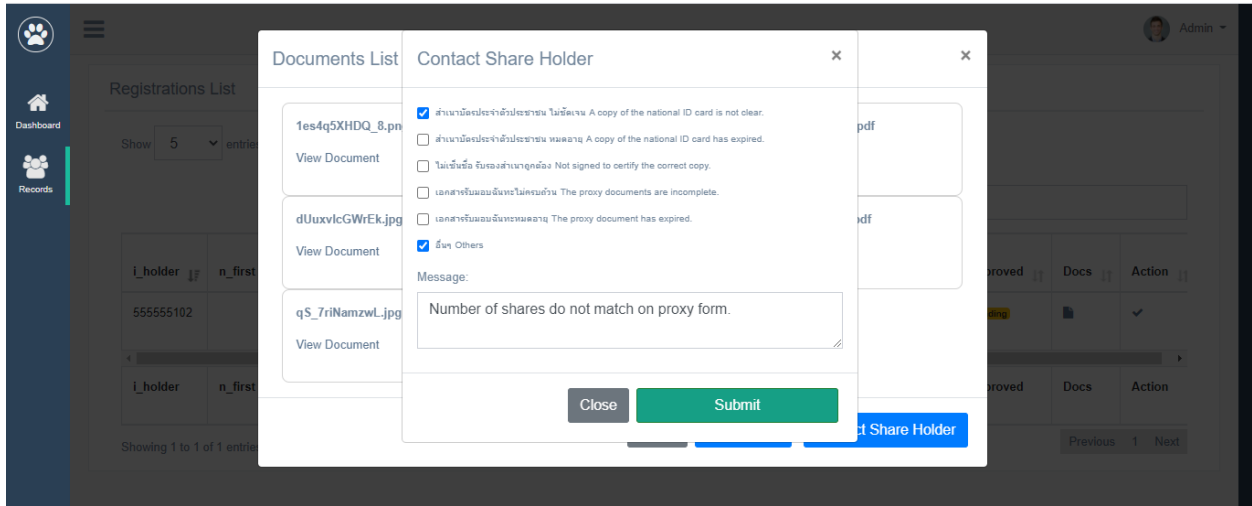 Admin
Dashboard
Records
Registrations List
Show 5 entries
i_holder n_first
proved Docs Action
555555102
ding
i_holder n_first
proved Docs Action
Showing 1 to 1 of 1 entries
Previous 1 Next
Documents List
×
1es4q5XHDQ_8.pn
pdf
View Document
dUuxvIcGWrEk.jpg
pdf
View Document
qS_7riNamzwL.jpg
View Document
ct Share Holder
Contact Share Holder
×
สำเนาบัตรประจำตัวประชาชน ไม่ชัดเจน A copy of the national ID card is not clear.
สำเนาบัตรประจำตัวประชาชน หมดอายุ A copy of the national ID card has expired.
ไม่เซ็นชื่อ รับรองสำเนาถูกต้อง Not signed to certify the correct copy.
เอกสารรับมอบฉันทะไม่ครบถ้วน The proxy documents are incomplete.
เอกสารรับมอบฉันทะหมดอายุ The proxy document has expired.
อื่นๆ Others
Message:
Number of shares do not match on proxy form.
Close
Submit